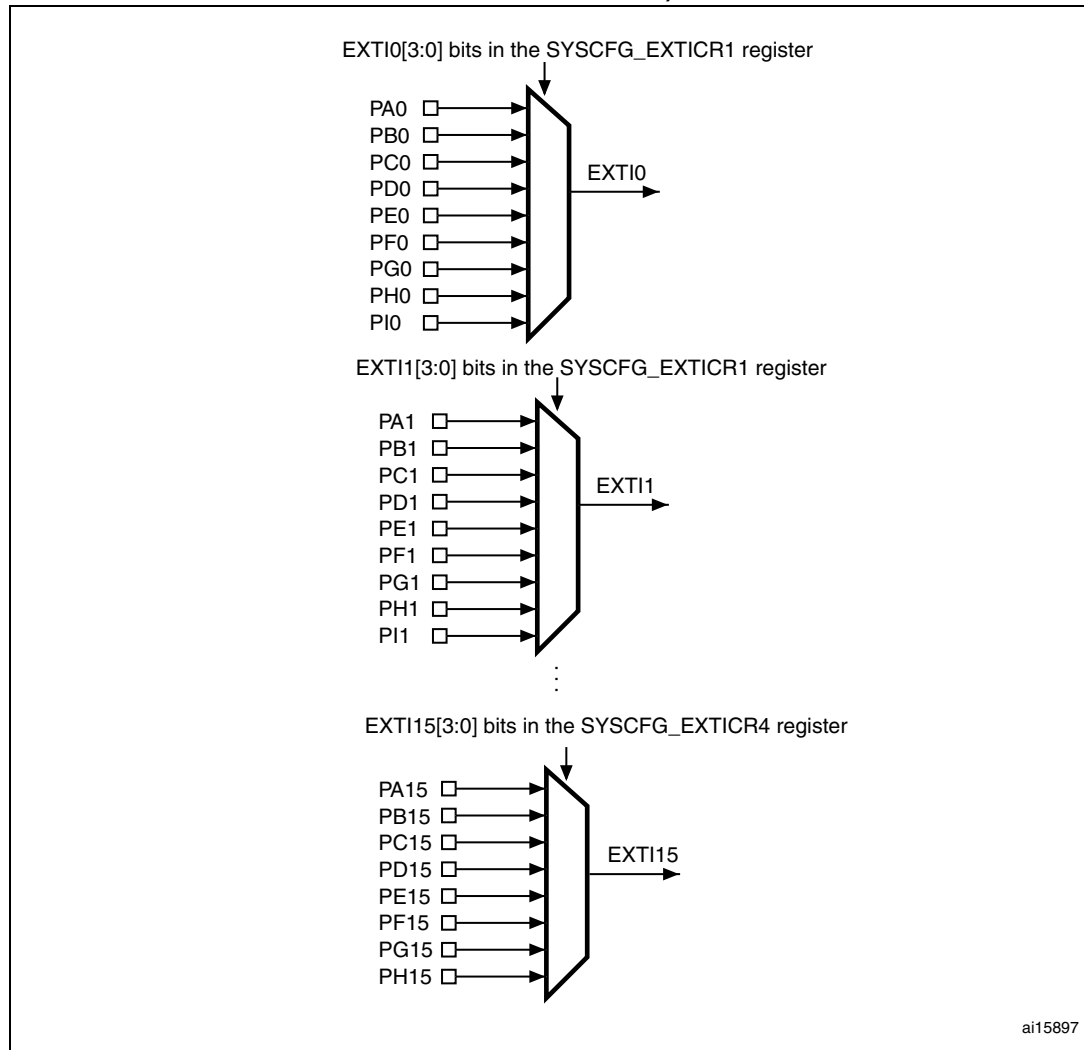 EXTI0[3:0] bits in the SYSCFG_EXTICR1 register
PA0
PB0
PC0
PD0
PE0
PF0
PG0
PH0
PI0
EXTI0
EXTI1[3:0] bits in the SYSCFG_EXTICR1 register
PA1
PB1
PC1
PD1
PE1
PF1
PG1
PH1
PI1
EXTI1
EXTI15[3:0] bits in the SYSCFG_EXTICR4 register
PA15
PB15
PC15
PD15
PE15
PF15
PG15
PH15
EXTI15
ai15897